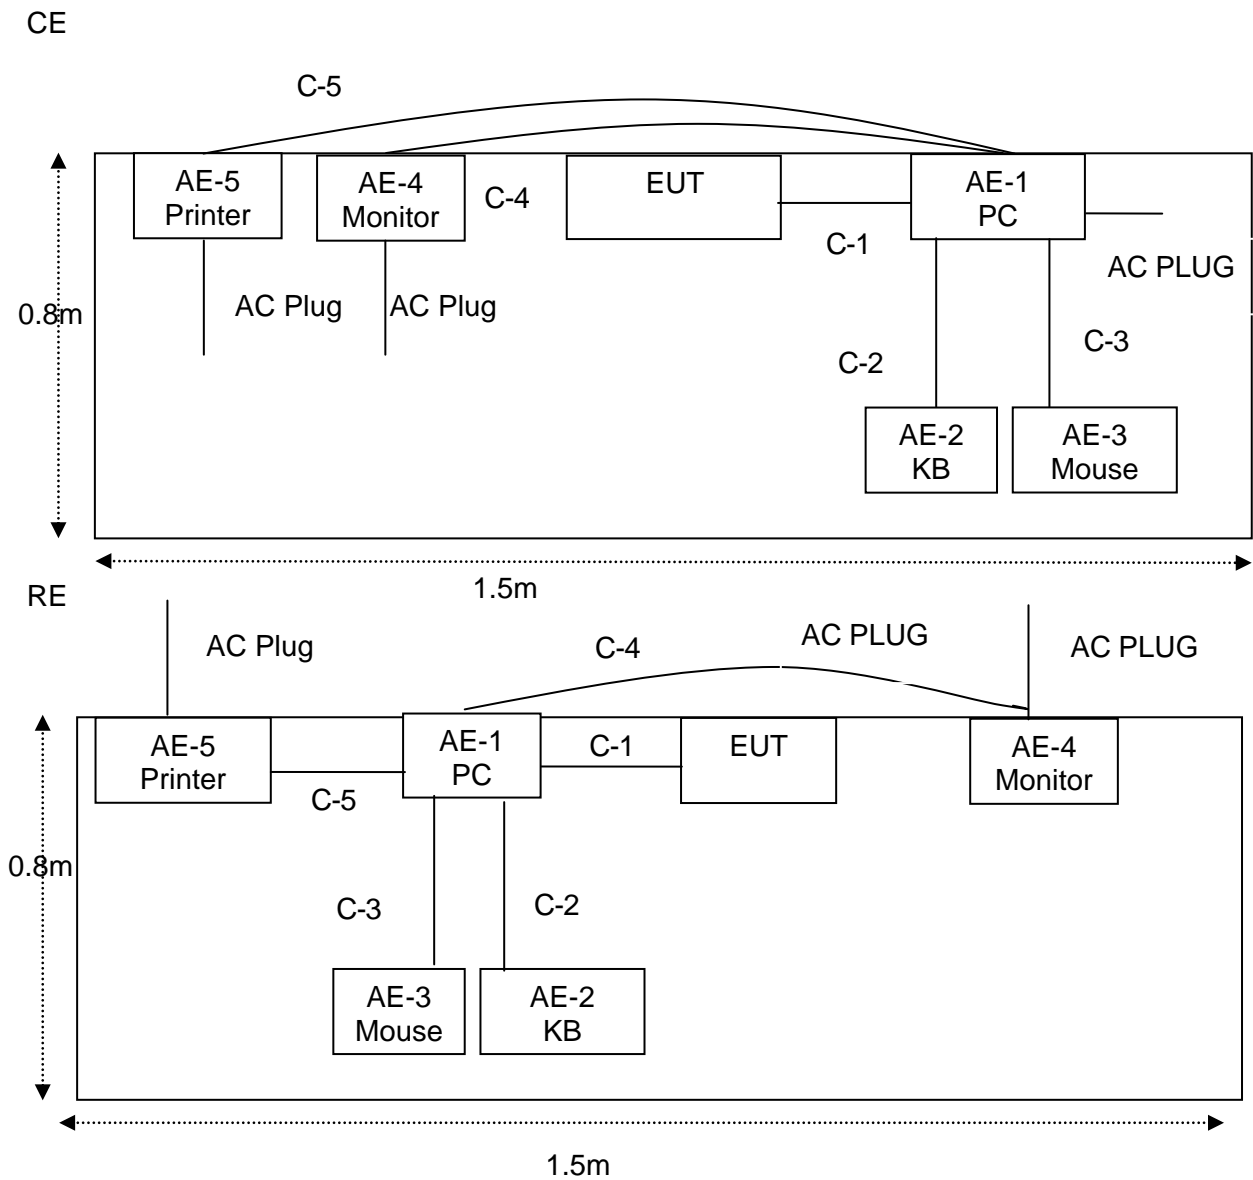 CE
C-5
AE-5
Printer
AE-4
Monitor
C-4
EUT
C-1
AE-1
PC
AC PLUG
AC Plug
AC Plug
0.8m
C-2
C-3
AE-2
KB
AE-3
Mouse
1.5m
RE
AC Plug
C-4
AC PLUG
AC PLUG
AE-5
Printer
C-5
AE-1
PC
C-1
EUT
AE-4
Monitor
0.8m
C-3
C-2
AE-3
Mouse
AE-2
KB
1.5m